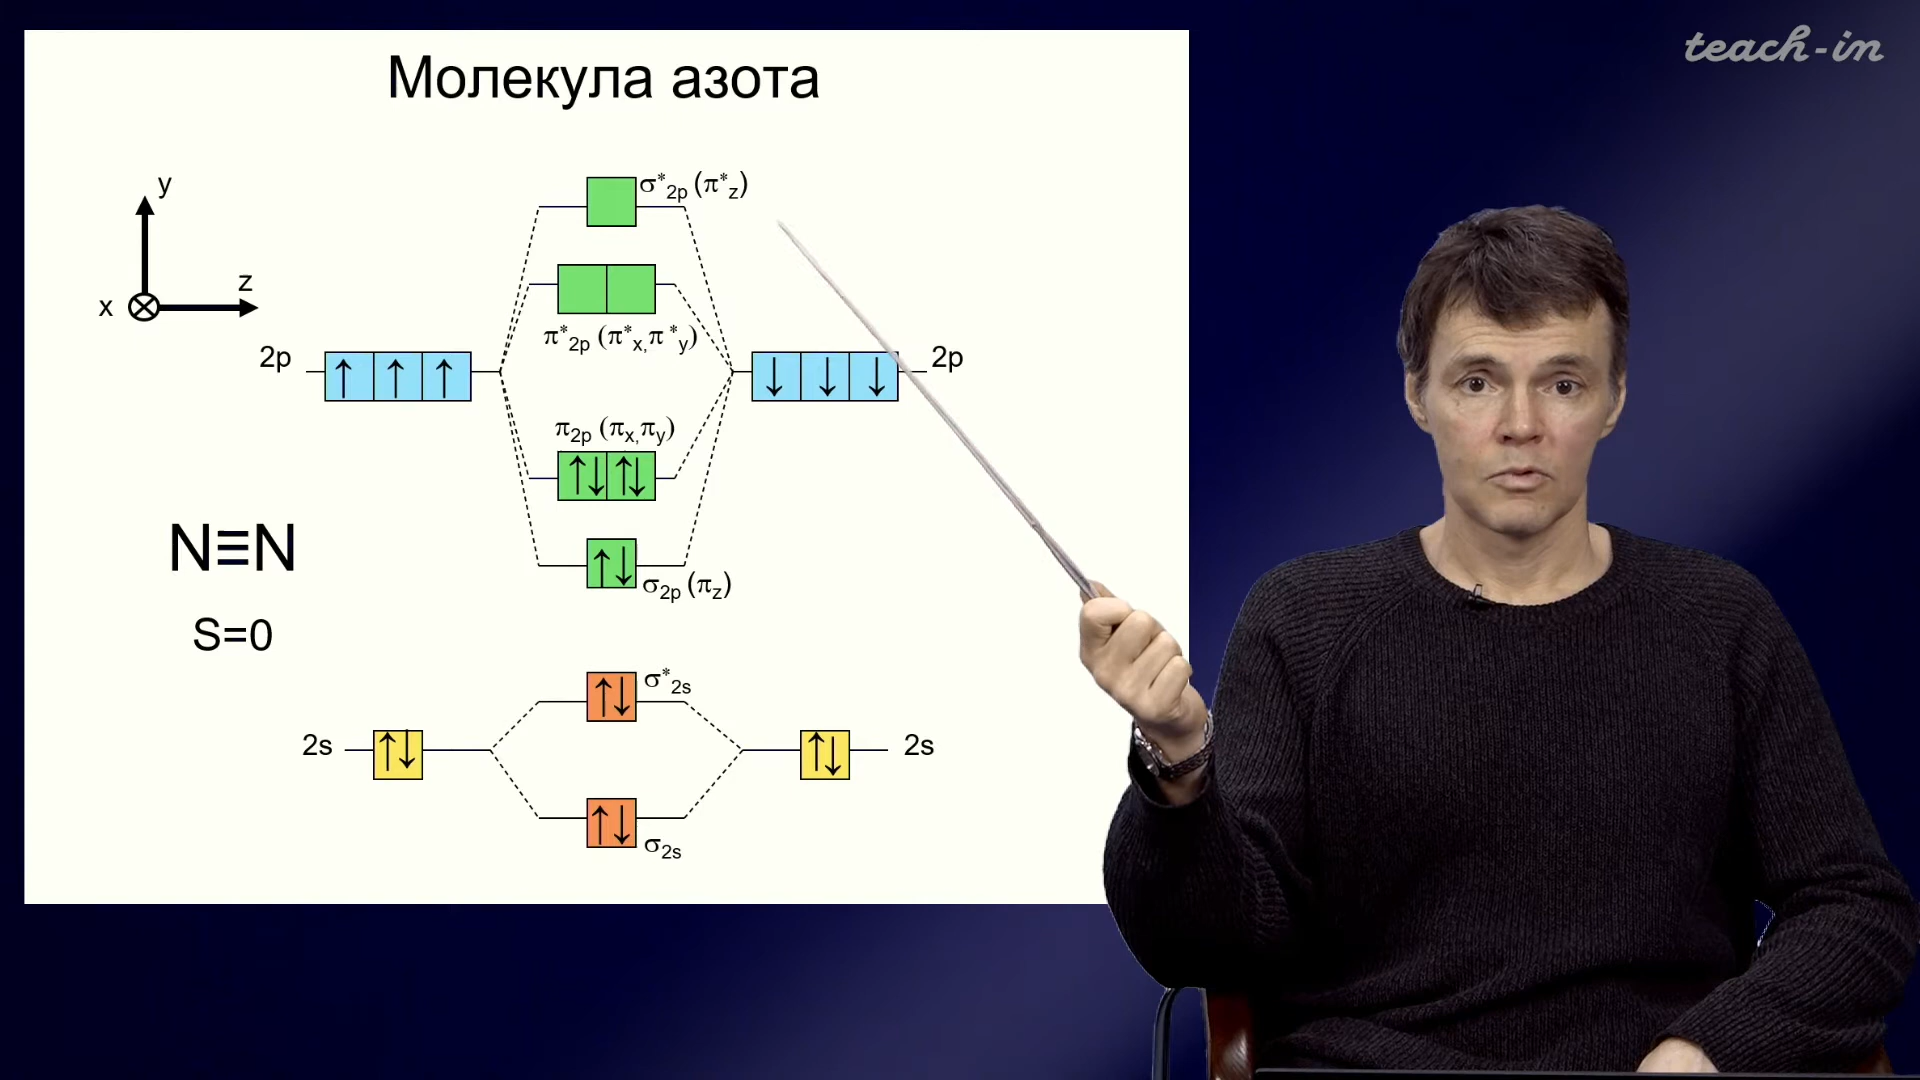 teach-in
Молекула азота
y
z
x
σ*2p (π*z)
π*2p (π*x,π*y)
2p
↑ ↑ ↑
↓ ↓ ↓
2p
π2p (πx,πy)
↑↓ ↑↓
N≡N
↑↓
σ2p (πz)
S=0
↑↓
σ*2s
2s
↑↓
↑↓
2s
↑↓
σ2s